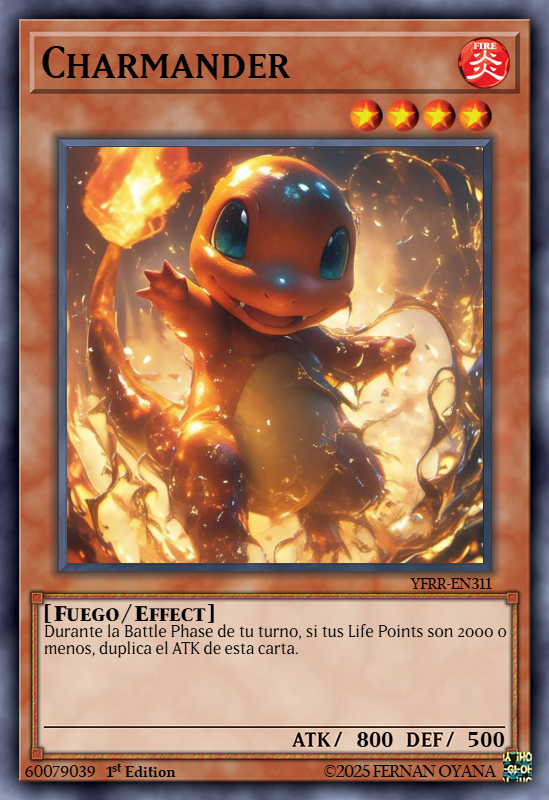 Charmander
FIRE
炎
YFRR-EN311
[Fuego/Effect]
Durante la Battle Phase de tu turno, si tus Life Points son 2000 o
menos, duplica el ATK de esta carta.
ATK/ 800 DEF/ 500
60079039 1st Edition ©2025 FERNAN OYANA